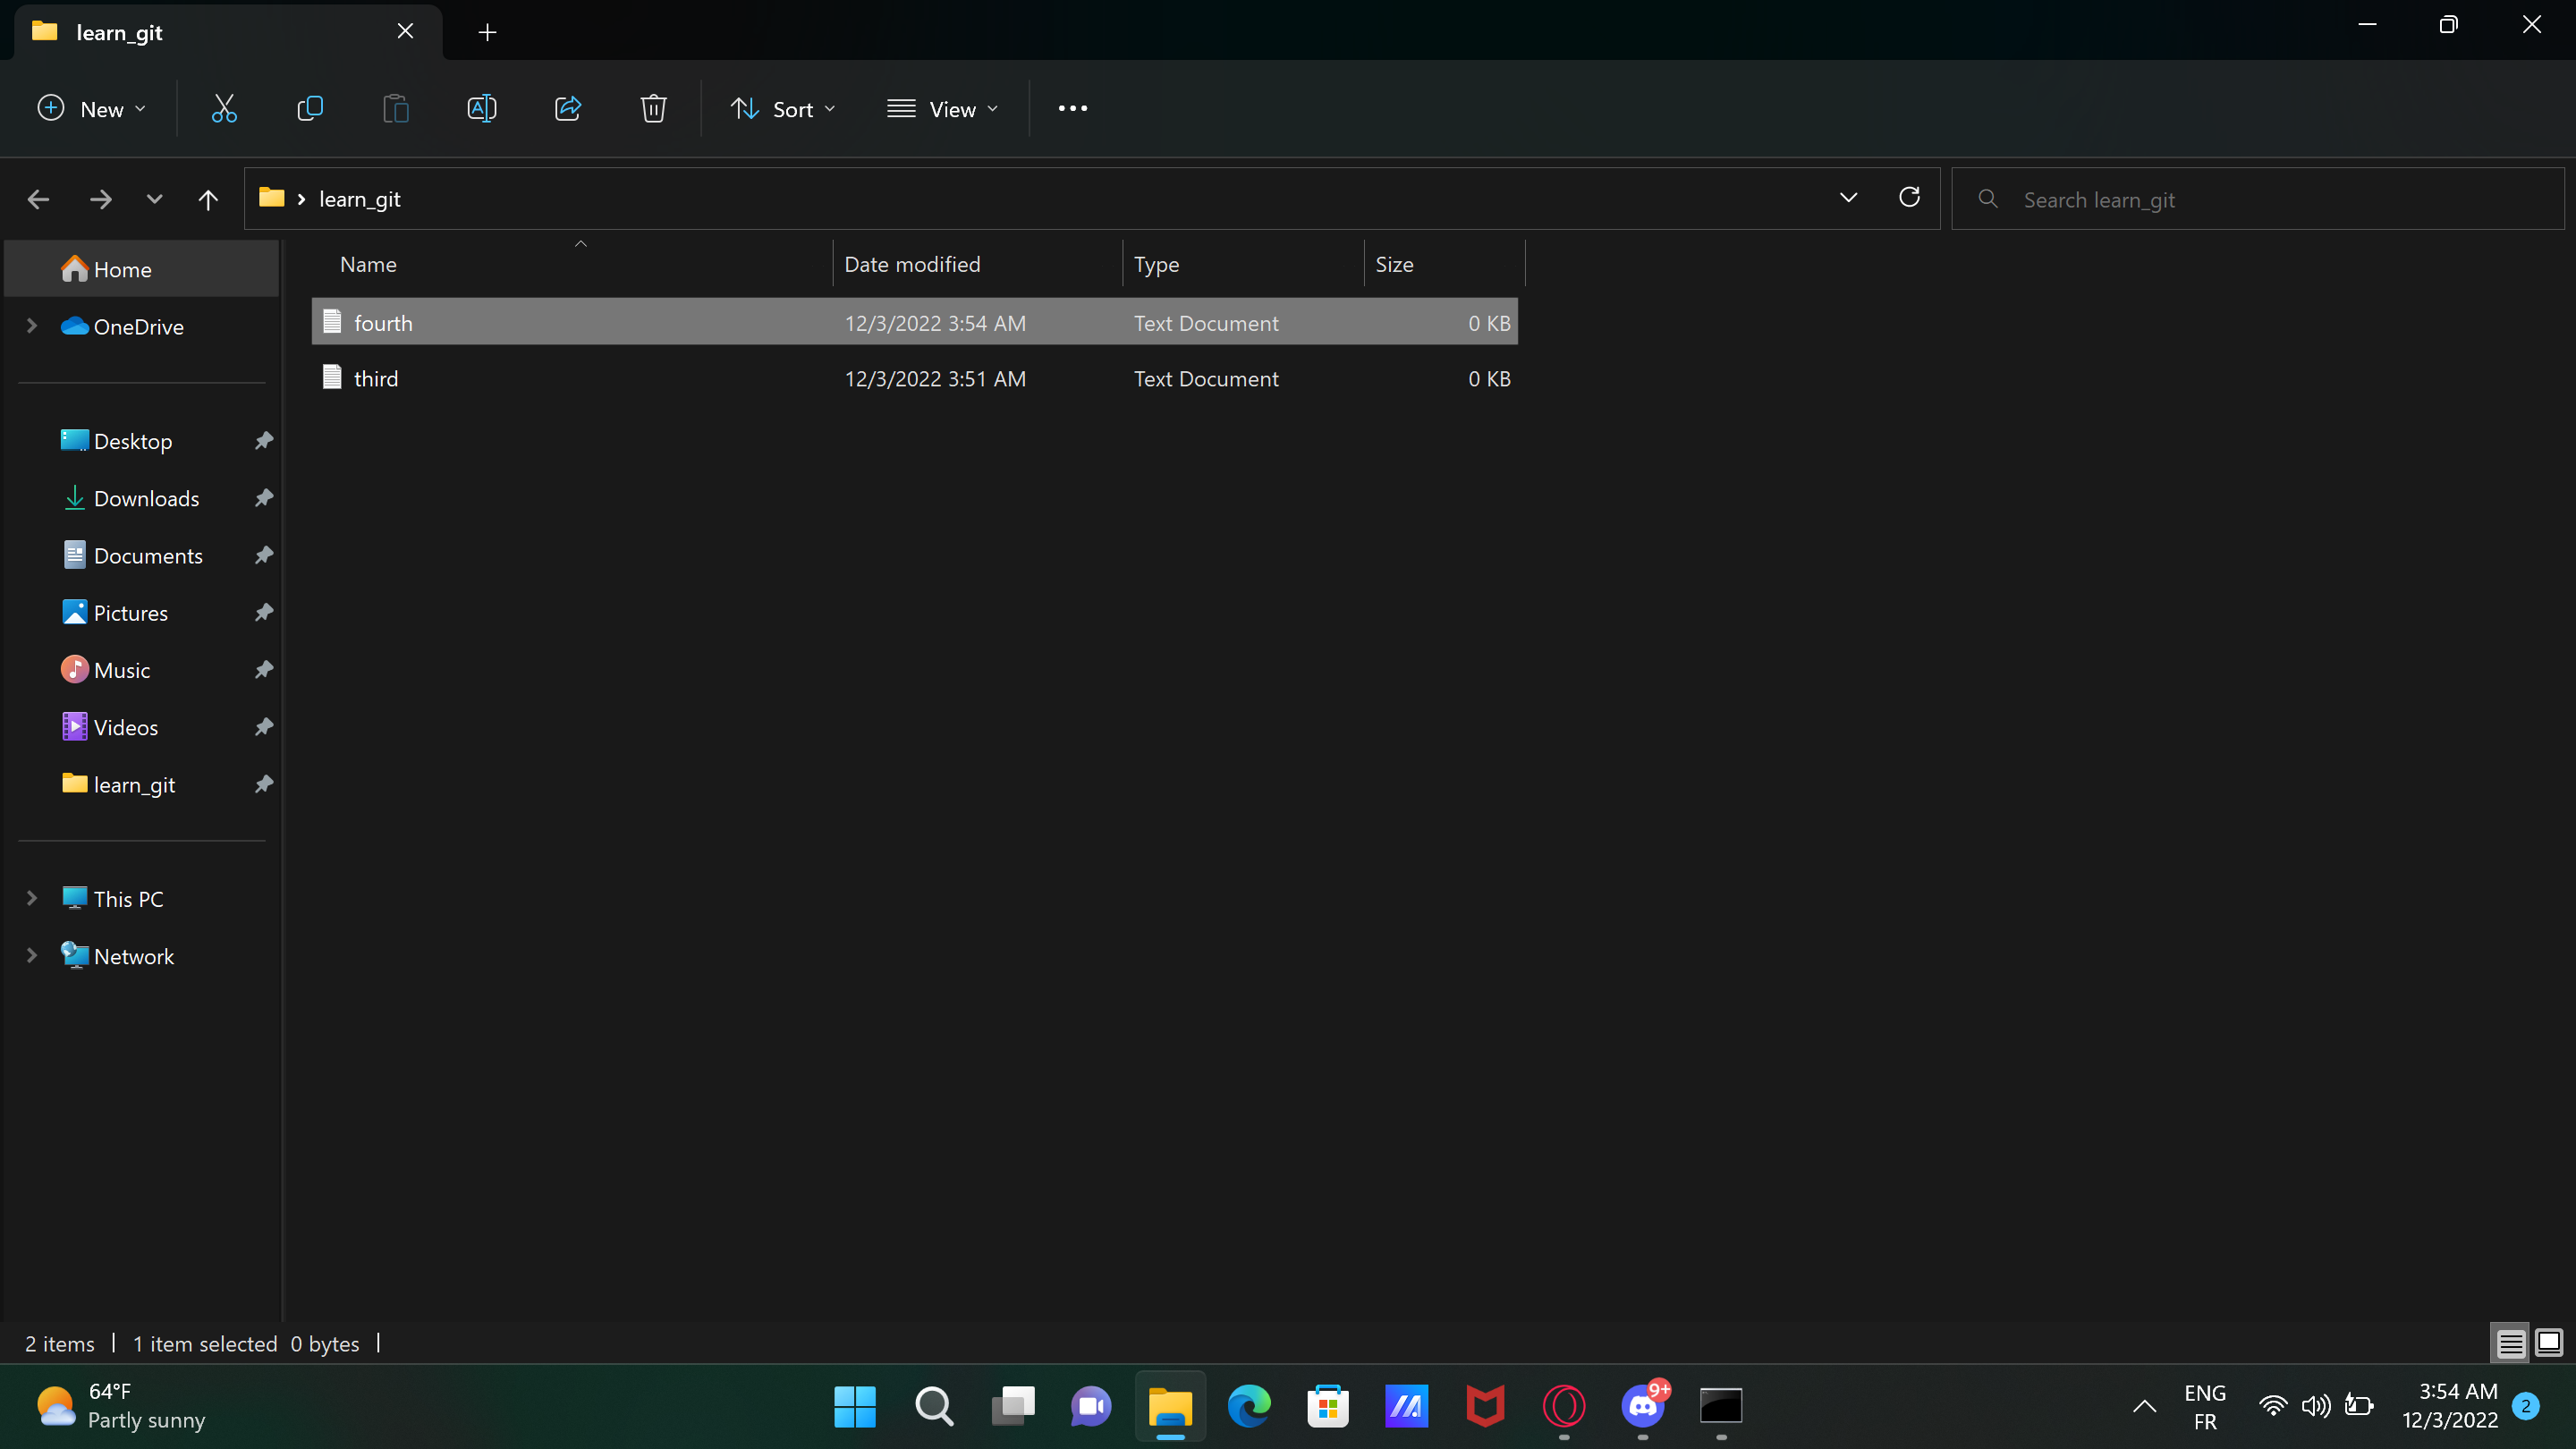 learn_git
New
Sort
View
learn_git
Search learn_git
Home
OneDrive
Desktop
Downloads
Documents
Pictures
Music
Videos
learn_git
This PC
Network
Name Date modified Type Size
fourth 12/3/2022 3:54 AM Text Document 0 KB
third 12/3/2022 3:51 AM Text Document 0 KB
2 items 1 item selected 0 bytes
64°F
Partly sunny
9+
ENG
FR
3:54 AM
12/3/2022
2